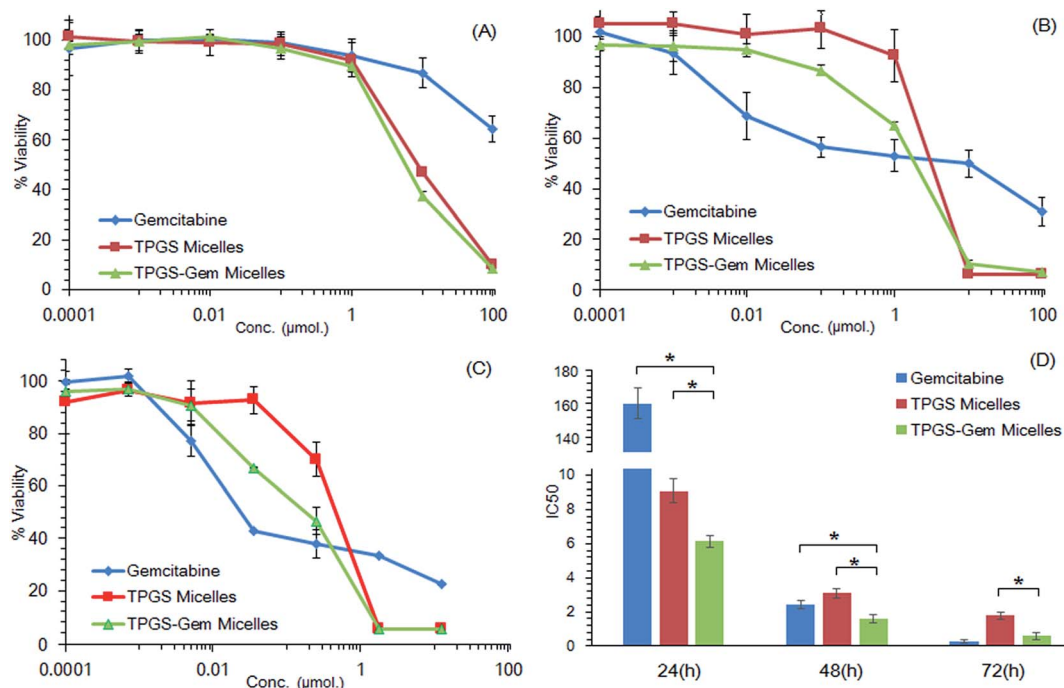 (A)
% Viability
100
80
60
40
20
0
Gemcitabine
TPGS Micelles
TPGS-Gem Micelles
0.0001
0.01
1
100
Conc. (µmol.)
(B)
% Viability
100
80
60
40
20
0
Gemcitabine
TPGS Micelles
TPGS-Gem Micelles
0.0001
0.01
1
100
Conc. (µmol.)
(C)
% Viability
100
80
60
40
20
0
Gemcitabine
TPGS Micelles
TPGS-Gem Micelles
0.0001
0.01
1
100
Conc. (µmol.)
(D)
IC50
180
160
140
10
8
6
4
2
0
Gemcitabine
TPGS Micelles
TPGS-Gem Micelles
*
*
*
*
*
24(h)
48(h)
72(h)